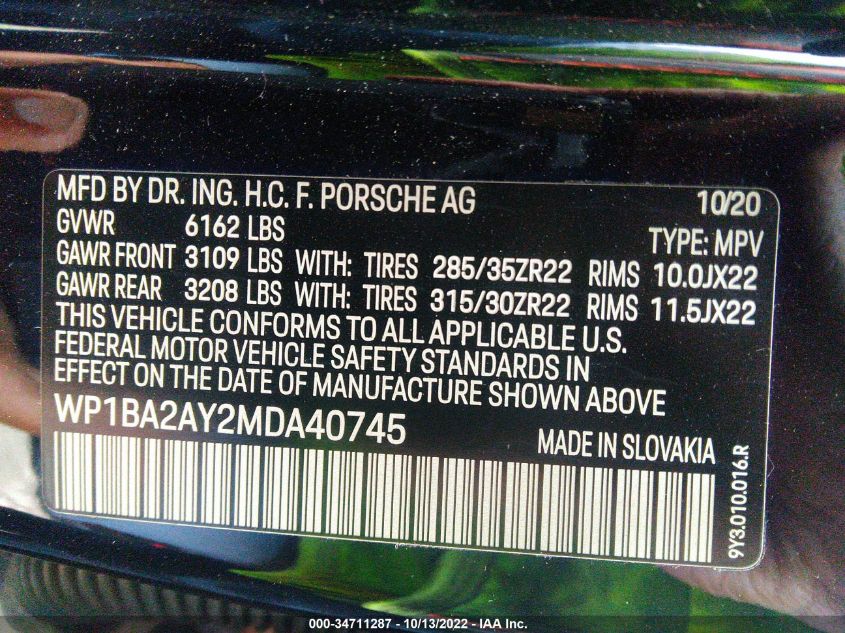 MFD BY DR. ING. H.C. F. PORSCHE AG 10/20
GVWR 6162 LBS TYPE: MPV
GAWR FRONT 3109 LBS WITH: TIRES 285/35ZR22 RIMS 10.0JX22
GAWR REAR 3208 LBS WITH: TIRES 315/30ZR22 RIMS 11.5JX22
THIS VEHICLE CONFORMS TO ALL APPLICABLE U.S.
FEDERAL MOTOR VEHICLE SAFETY STANDARDS IN
EFFECT ON THE DATE OF MANUFACTURE SHOWN ABOVE
WP1BA2AY2MDA40745 MADE IN SLOVAKIA
9Y3.010.016.R
000-34711287 - 10/13/2022 - IAA Inc.